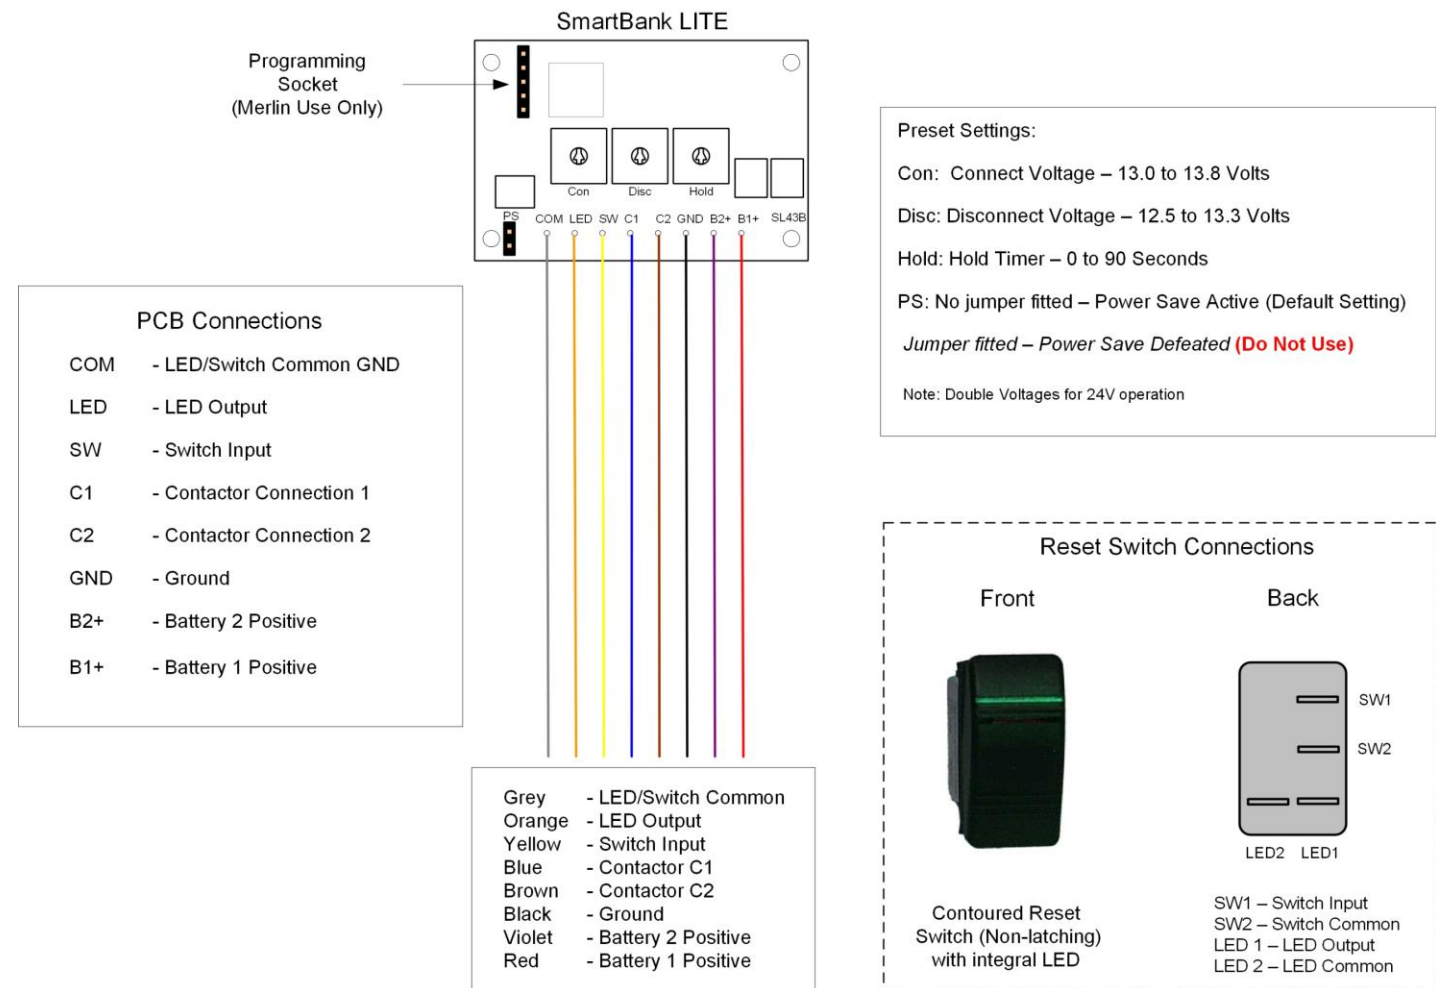 SmartBank LITE
Programming
Socket
(Merlin Use Only)
Con Disc Hold
PS
COM LED SW C1 C2 GND B2+ B1+ SL43B
Preset Settings:
Con: Connect Voltage – 13.0 to 13.8 Volts
Disc: Disconnect Voltage – 12.5 to 13.3 Volts
Hold: Hold Timer – 0 to 90 Seconds
PS: No jumper fitted – Power Save Active (Default Setting)
Jumper fitted – Power Save Defeated (Do Not Use)
Note: Double Voltages for 24V operation
PCB Connections
COM - LED/Switch Common GND
LED - LED Output
SW - Switch Input
C1 - Contactor Connection 1
C2 - Contactor Connection 2
GND - Ground
B2+ - Battery 2 Positive
B1+ - Battery 1 Positive
Grey - LED/Switch Common
Orange - LED Output
Yellow - Switch Input
Blue - Contactor C1
Brown - Contactor C2
Black - Ground
Violet - Battery 2 Positive
Red - Battery 1 Positive
Reset Switch Connections
Front
Back
SW1
SW2
LED2 LED1
Contoured Reset
Switch (Non-latching)
with integral LED
SW1 – Switch Input
SW2 – Switch Common
LED 1 – LED Output
LED 2 – LED Common